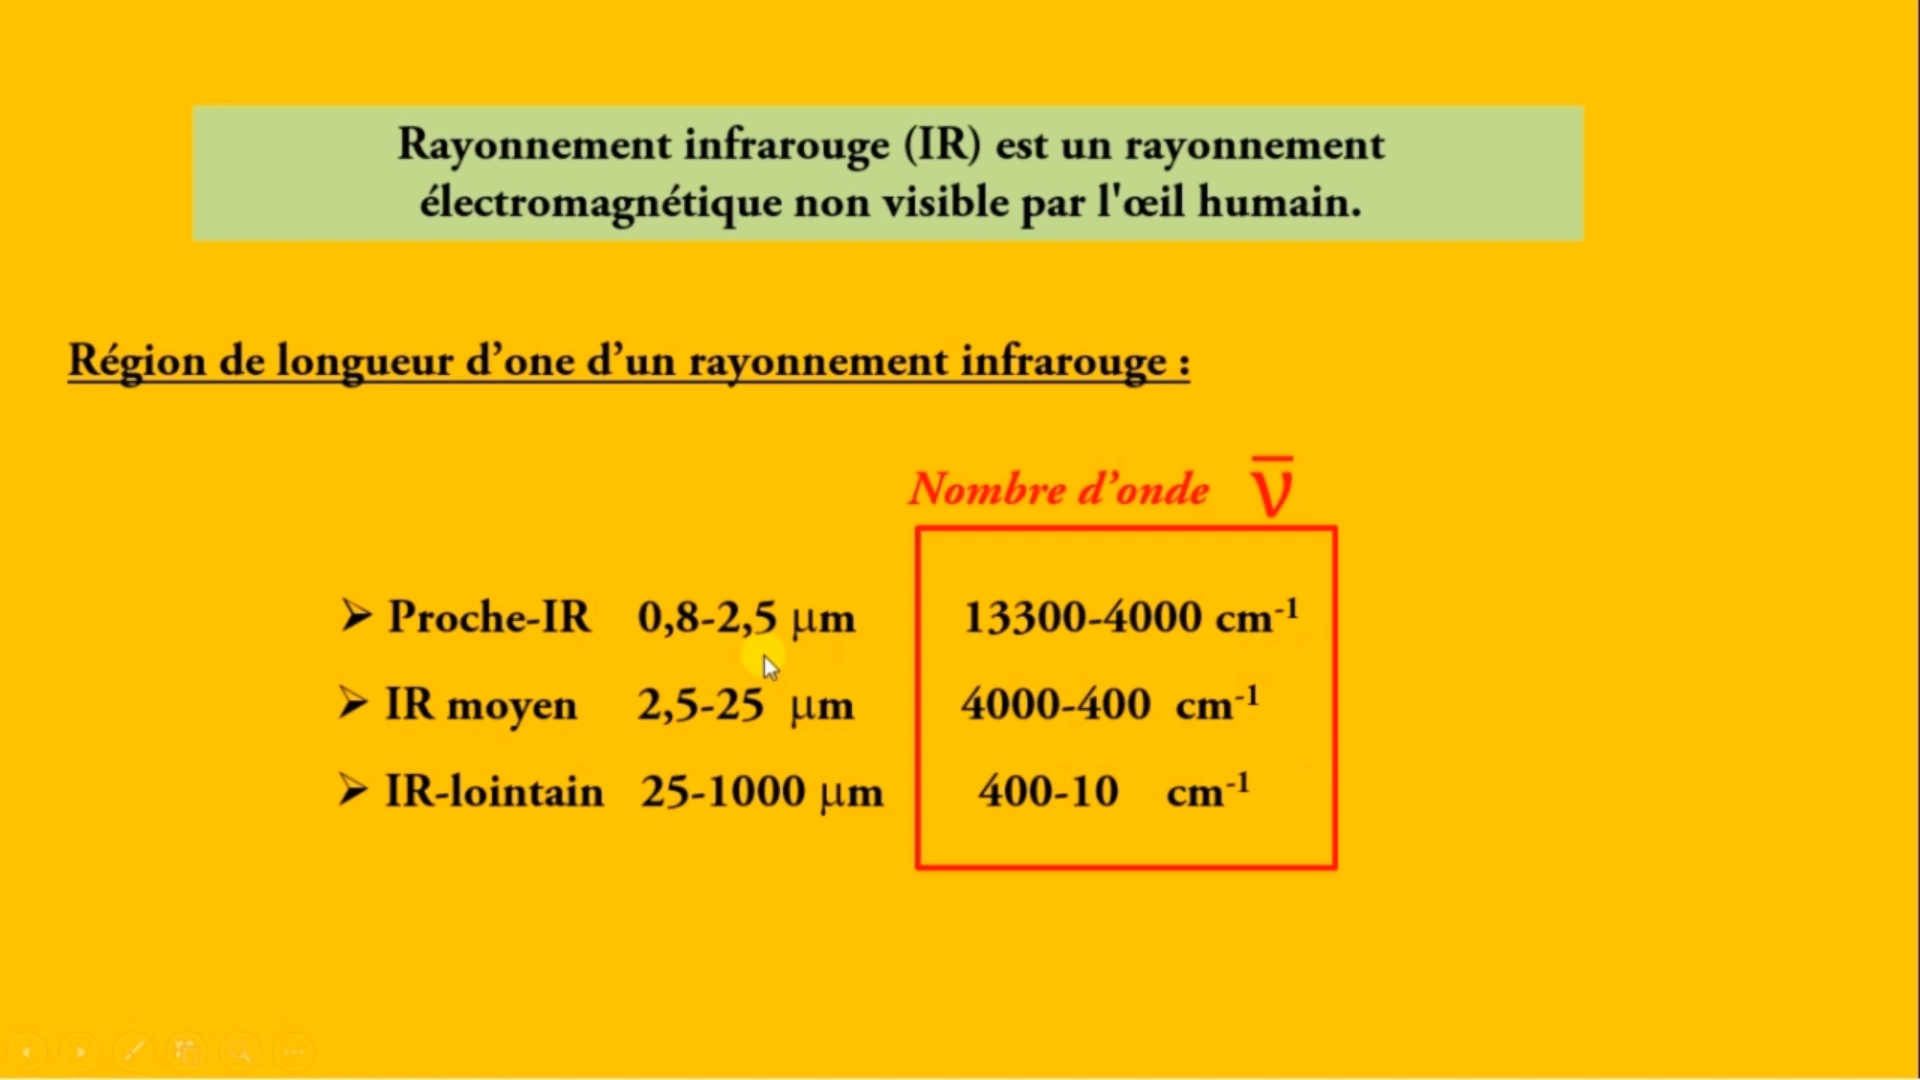 Rayonnement infrarouge (IR) est un rayonnement
électromagnétique non visible par l'œil humain.
Région de longueur d’one d’un rayonnement infrarouge :
Nombre d’onde ν̅
➢ Proche-IR 0,8-2,5 μm 13300-4000 cm⁻¹
➢ IR moyen 2,5-25 μm 4000-400 cm⁻¹
➢ IR-lointain 25-1000 μm 400-10 cm⁻¹